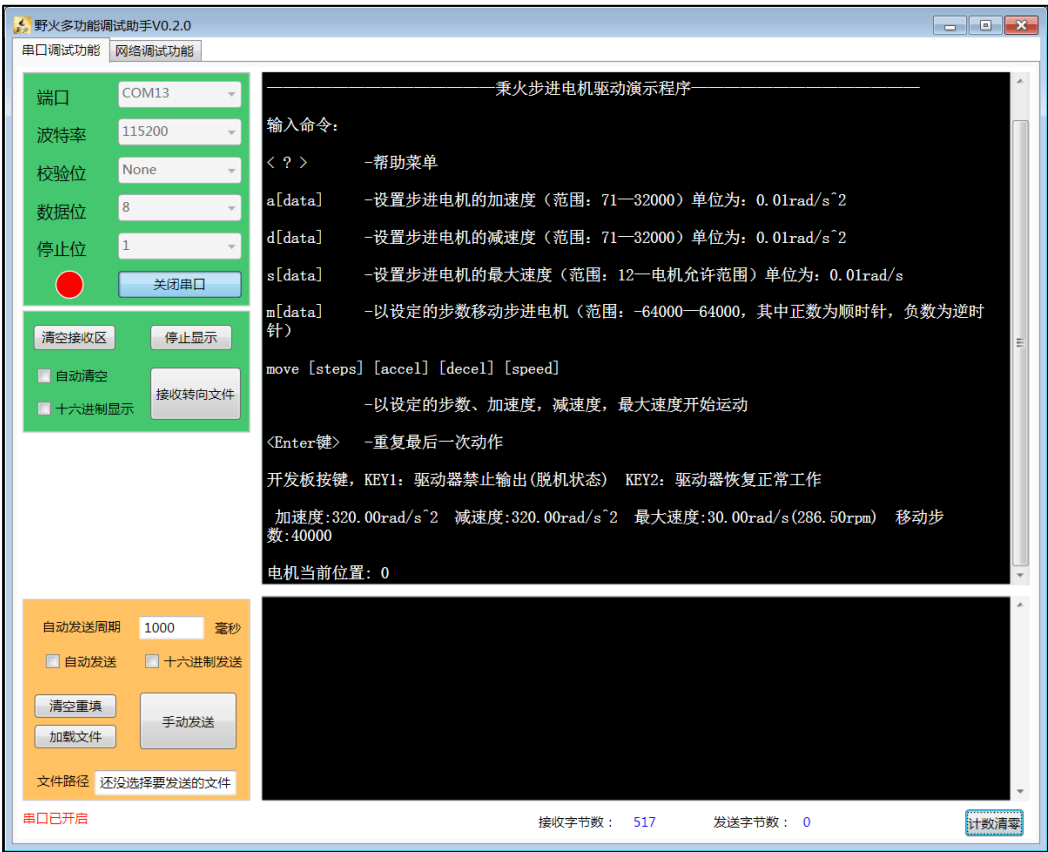 野火多功能调试助手V0.2.0
串口调试功能 网络调试功能
端口 COM13
波特率 115200
校验位 None
数据位 8
停止位 1
关闭串口
清空接收区 停止显示
自动清空
十六进制显示
接收转向文件
————————————————秉火步进电机驱动演示程序————————————————
输入命令:
< ? > -帮助菜单
a[data] -设置步进电机的加速度（范围: 71—32000）单位为: 0.01rad/s^2
d[data] -设置步进电机的减速度（范围: 71—32000）单位为: 0.01rad/s^2
s[data] -设置步进电机的最大速度（范围: 12—电机允许范围）单位为: 0.01rad/s
m[data] -以设定的步数移动步进电机（范围: -64000—64000, 其中正数为顺时针, 负数为逆时
针）
move [steps] [accel] [decel] [speed]
-以设定的步数、加速度, 减速度, 最大速度开始运动
<Enter键> -重复最后一次动作
开发板按键, KEY1: 驱动器禁止输出(脱机状态) KEY2: 驱动器恢复正常工作
加速度:320.00rad/s^2 减速度:320.00rad/s^2 最大速度:30.00rad/s(286.50rpm) 移动步
数:40000
电机当前位置: 0
自动发送周期 1000 毫秒
自动发送 十六进制发送
清空重填
加载文件
手动发送
文件路径 还没选择要发送的文件
串口已开启 接收字节数： 517 发送字节数： 0 计数清零